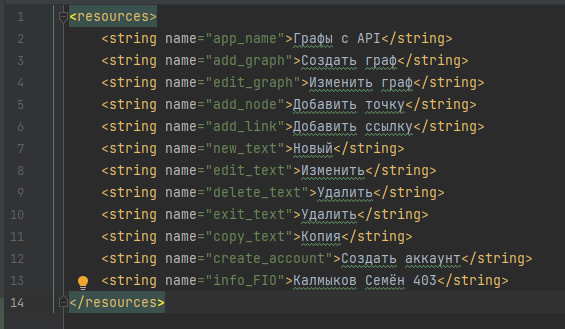 1 <resources>
2 <string name="app_name">Графы с API</string>
3 <string name="add_graph">Создать граф</string>
4 <string name="edit_graph">Изменить граф</string>
5 <string name="add_node">Добавить точку</string>
6 <string name="add_link">Добавить ссылку</string>
7 <string name="new_text">Новый</string>
8 <string name="edit_text">Изменить</string>
9 <string name="delete_text">Удалить</string>
10 <string name="exit_text">Удалить</string>
11 <string name="copy_text">Копия</string>
12 <string name="create_account">Создать аккаунт</string>
13 <string name="info_FIO">Калмыков Семён 403</string>
14 </resources>